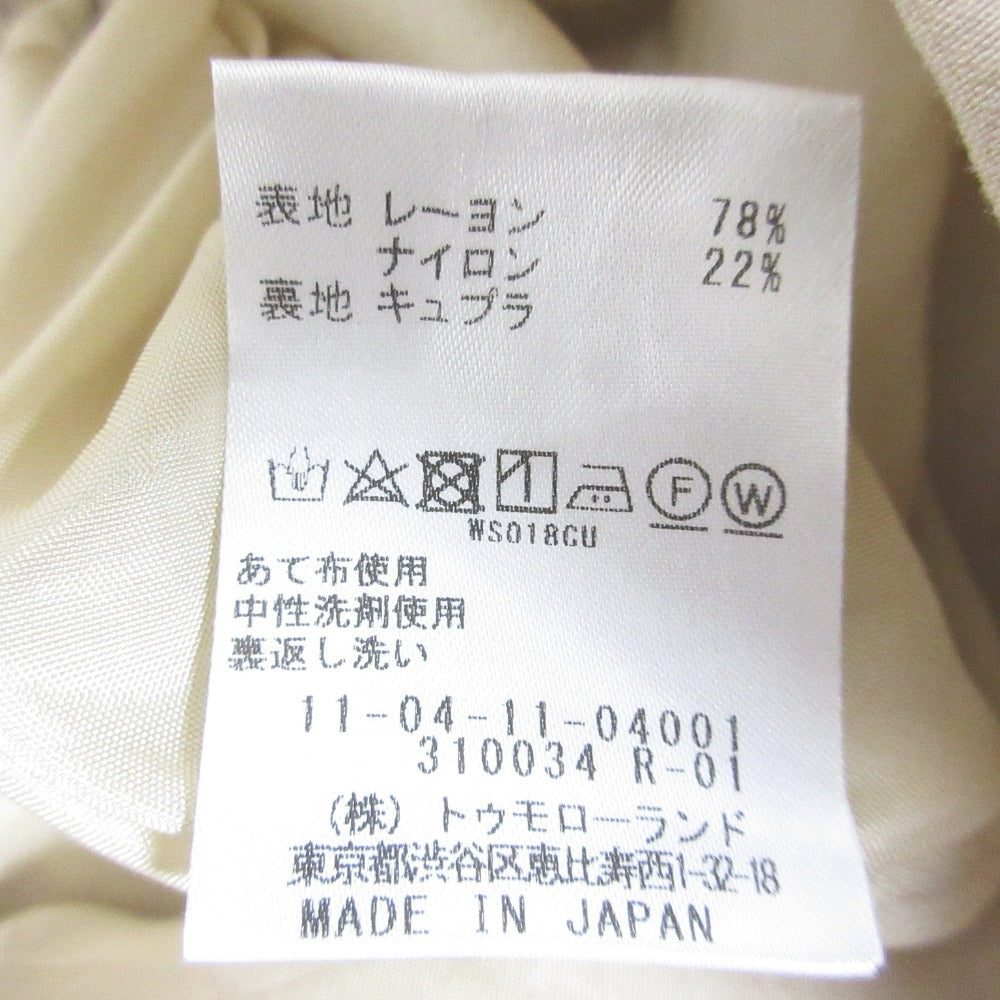 表地 レーヨン 78%
ナイロン 22%
裏地 キュプラ
F W
WS018CU
あて布使用
中性洗剤使用
裏返し洗い
11-04-11-04001
310034 R-01
(株) トゥモローランド
東京都渋谷区恵比寿西1-32-18
MADE IN JAPAN